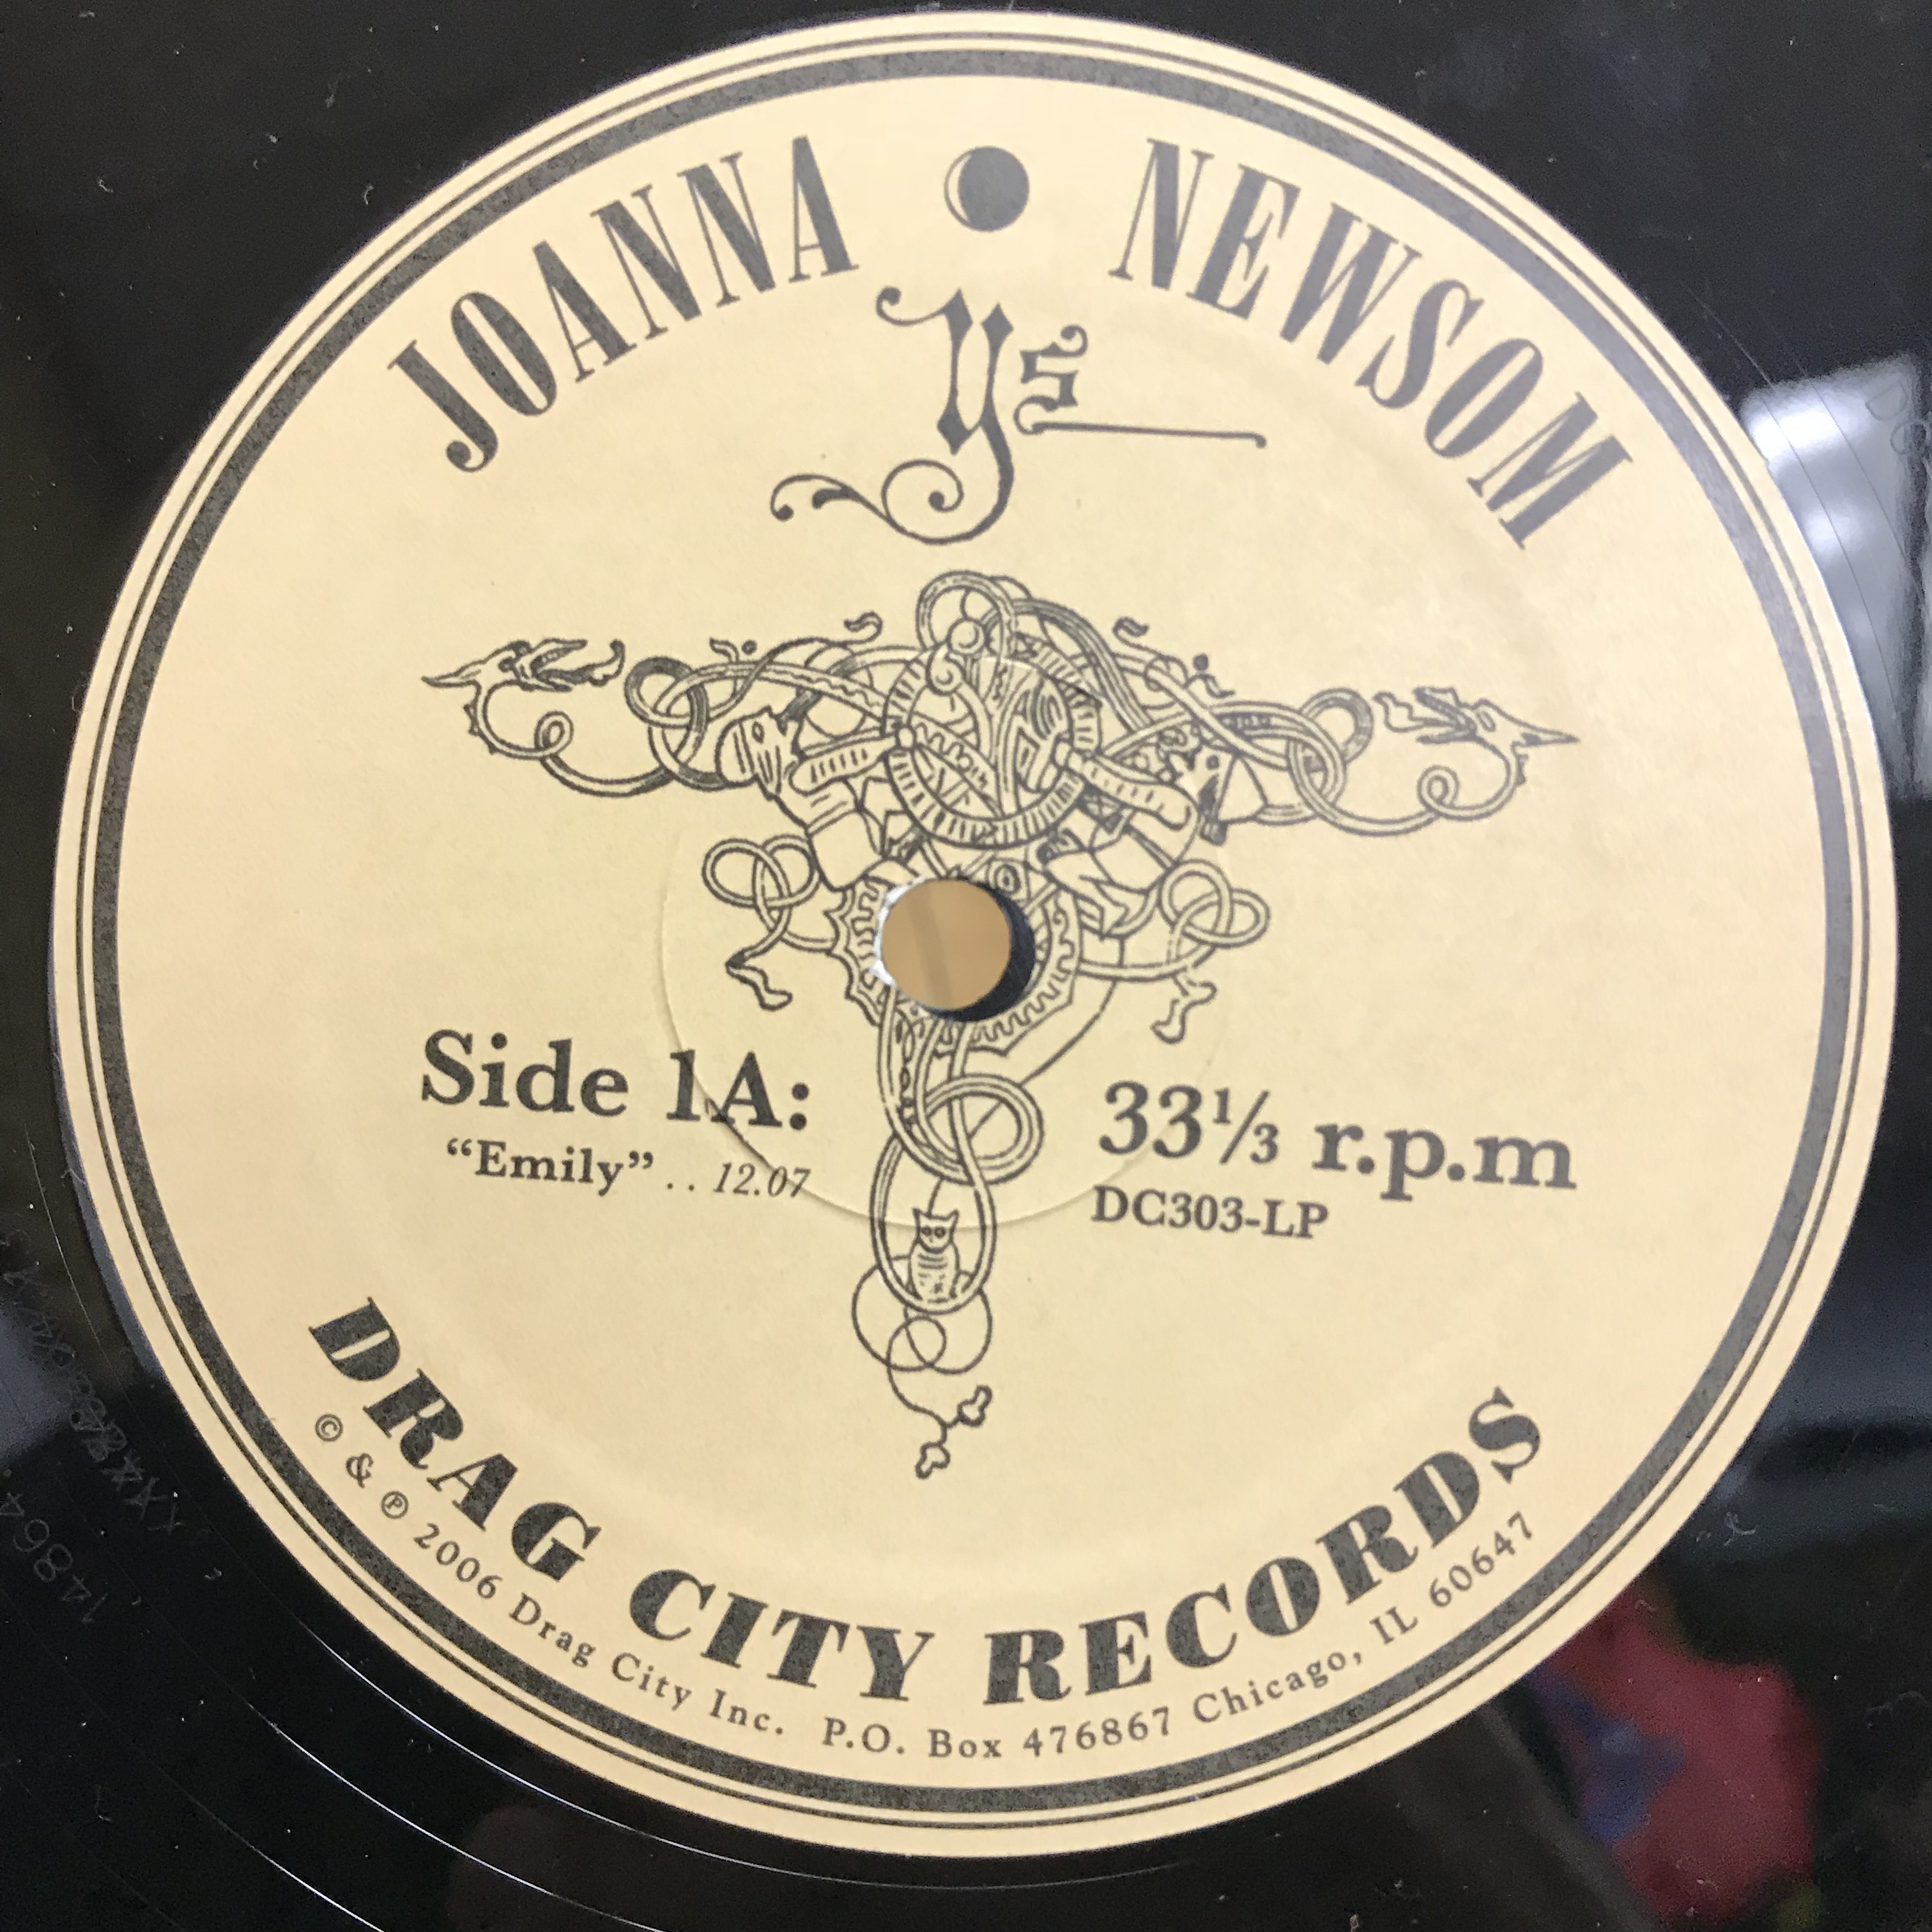 JOANNA • NEWSOM
Ys
Side 1A:
“Emily” . . 12.07
33⅓ r.p.m
DC303-LP
DRAG CITY RECORDS
© & ℗ 2006 Drag City Inc. P.O. Box 476867 Chicago, IL 60647
14864